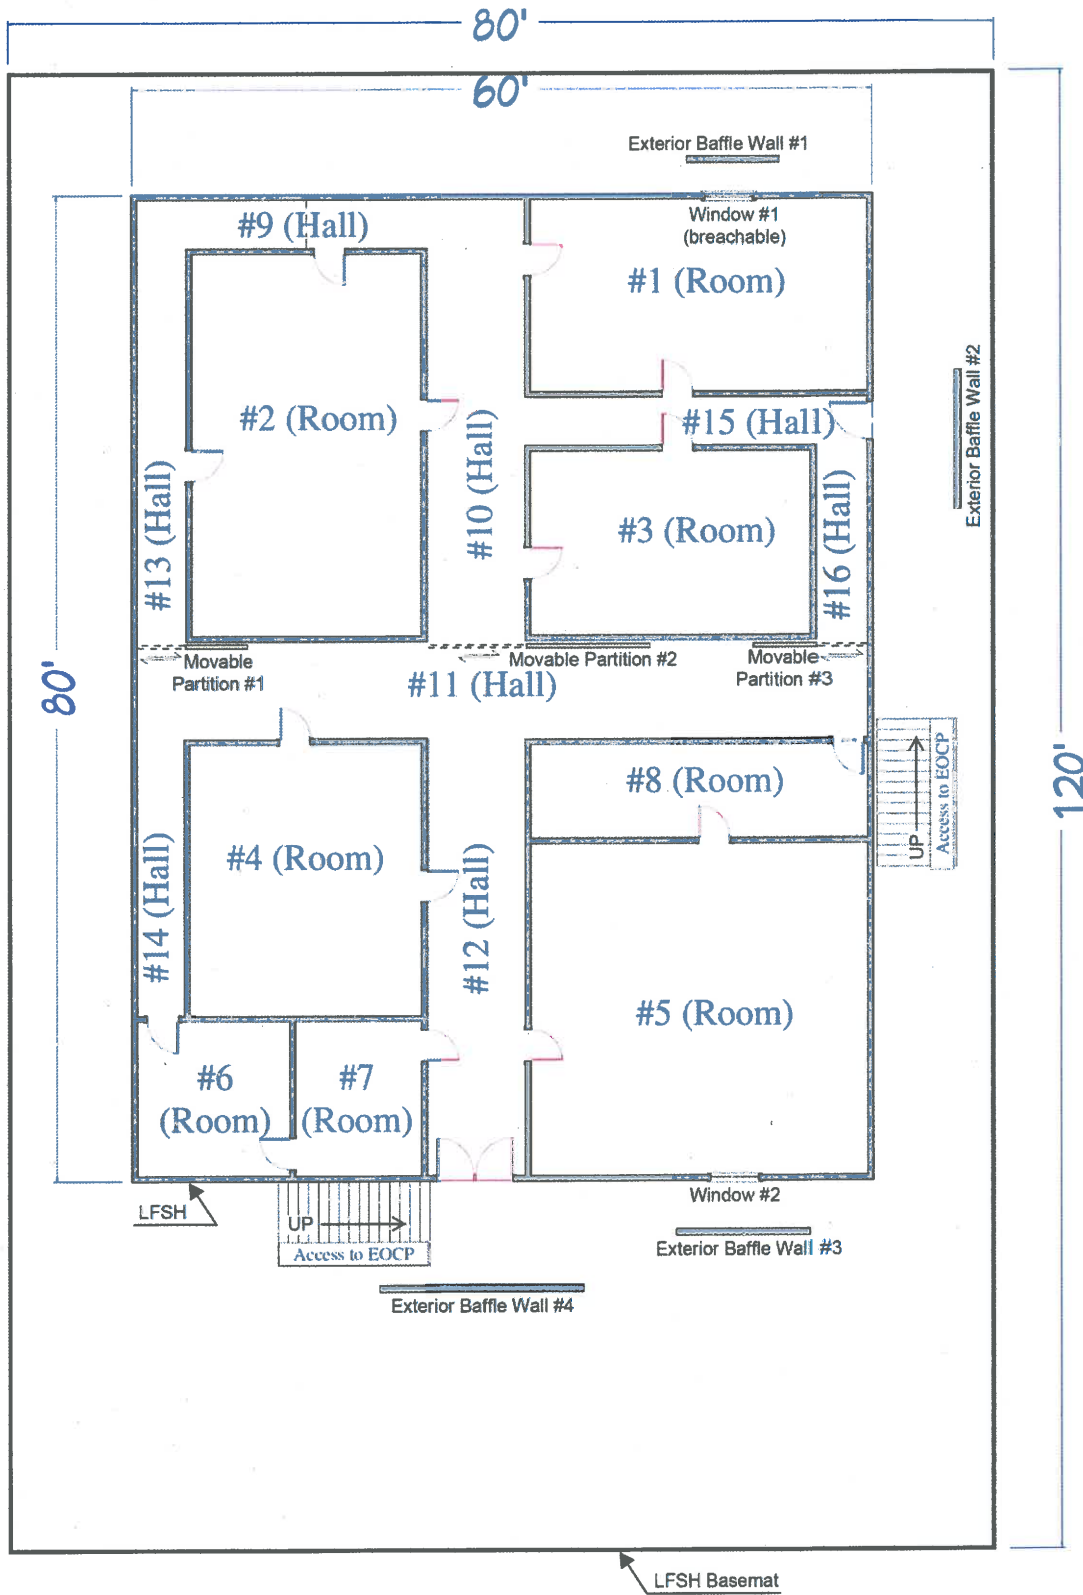 80'
60'
Exterior Baffle Wall #1
Window #1
(breachable)
#9 (Hall)
#1 (Room)
Exterior Baffle Wall #2
#2 (Room)
#15 (Hall)
#10 (Hall)
#13 (Hall)
#3 (Room)
#16 (Hall)
Movable
Partition #1
Movable Partition #2
Movable
Partition #3
#11 (Hall)
80'
120'
#8 (Room)
UP
Access to EOCP
#4 (Room)
#14 (Hall)
#12 (Hall)
#5 (Room)
#6
(Room)
#7
(Room)
Window #2
LFSH
UP
Access to EOCP
Exterior Baffle Wall #3
Exterior Baffle Wall #4
LFSH Basemat